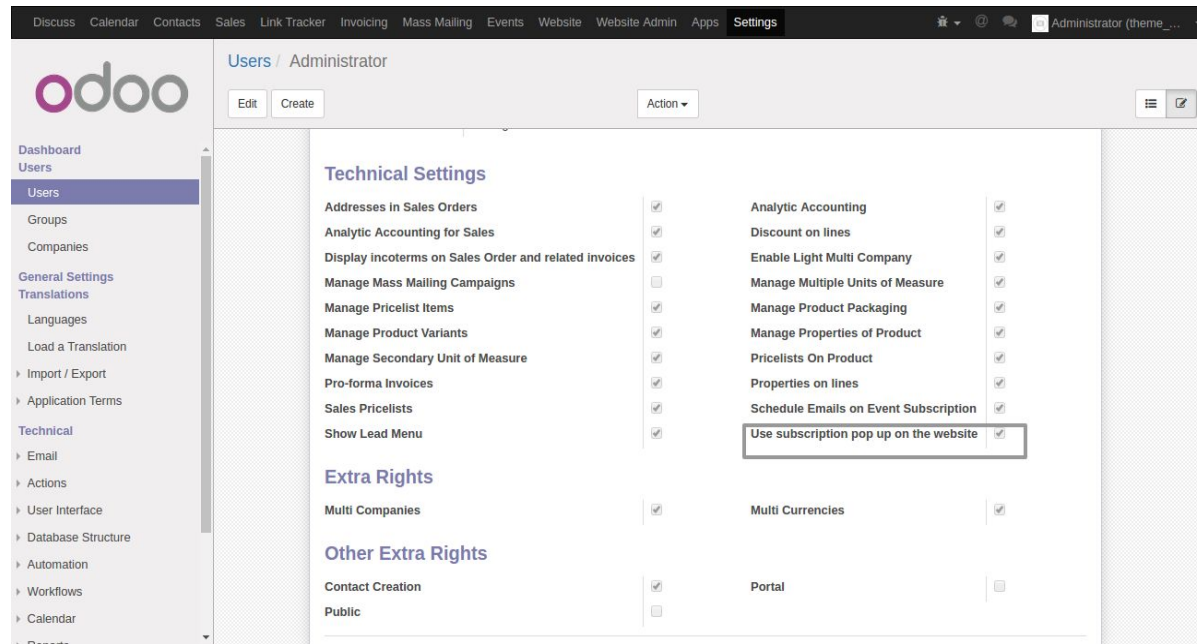 Discuss Calendar Contacts Sales Link Tracker Invoicing Mass Mailing Events Website Website Admin Apps Settings @ Administrator (theme_...
odoo
Users / Administrator
Edit Create Action
Dashboard
Users
Users
Groups
Companies
General Settings
Translations
Languages
Load a Translation
Import / Export
Application Terms
Technical
Email
Actions
User Interface
Database Structure
Automation
Workflows
Calendar
Reports
Technical Settings
Addresses in Sales Orders Analytic Accounting
Analytic Accounting for Sales Discount on lines
Display incoterms on Sales Order and related invoices Enable Light Multi Company
Manage Mass Mailing Campaigns Manage Multiple Units of Measure
Manage Pricelist Items Manage Product Packaging
Manage Product Variants Manage Properties of Product
Manage Secondary Unit of Measure Pricelists On Product
Pro-forma Invoices Properties on lines
Sales Pricelists Schedule Emails on Event Subscription
Show Lead Menu Use subscription pop up on the website
Extra Rights
Multi Companies Multi Currencies
Other Extra Rights
Contact Creation Portal
Public